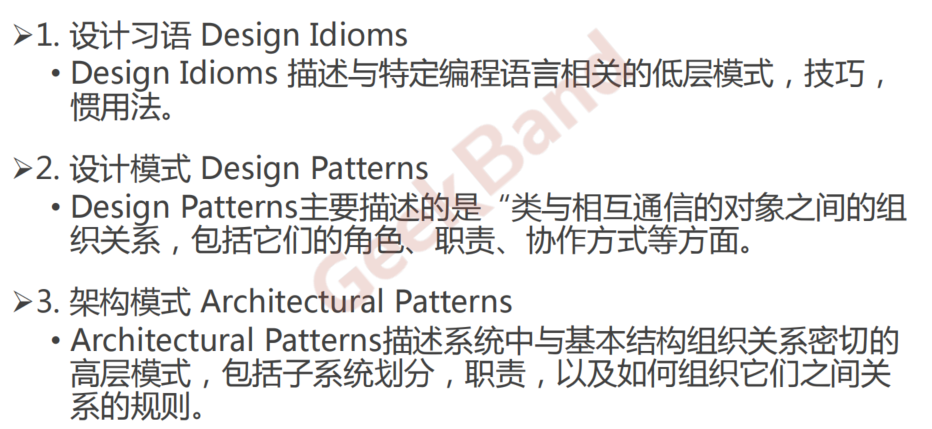 ➢1. 设计习语 Design Idioms
• Design Idioms 描述与特定编程语言相关的低层模式，技巧，
惯用法。
➢2. 设计模式 Design Patterns
• Design Patterns主要描述的是“类与相互通信的对象之间的组
织关系，包括它们的角色、职责、协作方式等方面。
➢3. 架构模式 Architectural Patterns
• Architectural Patterns描述系统中与基本结构组织关系密切的
高层模式，包括子系统划分，职责，以及如何组织它们之间关
系的规则。
GeekBand